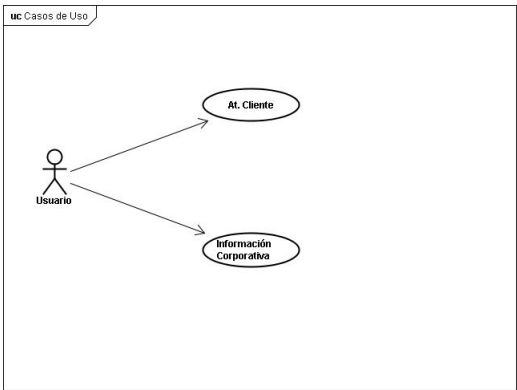 uc Casos de Uso
At. Cliente
Usuario
Información
Corporativa